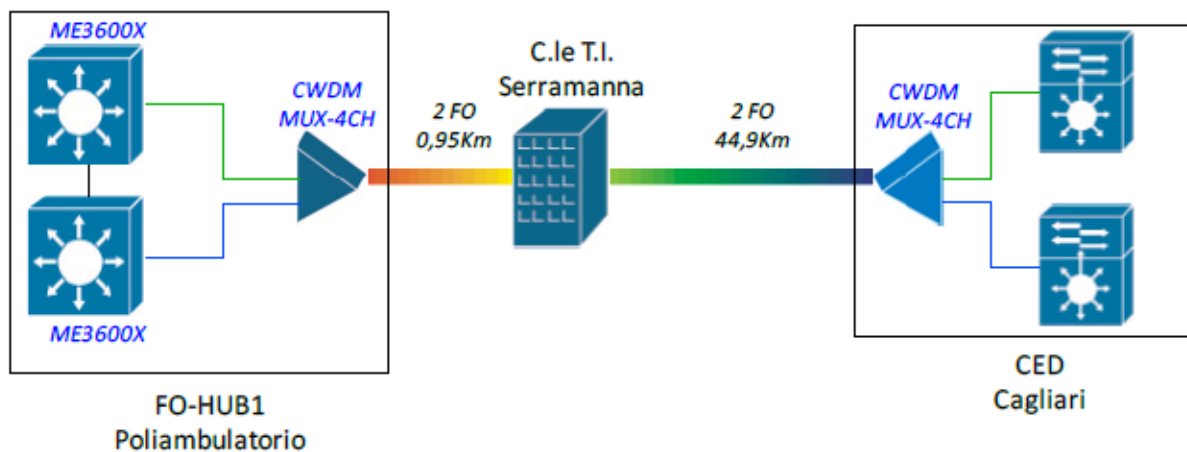 ME3600X
CWDM
MUX-4CH
ME3600X
FO-HUB1
Poliambulatorio
2 FO
0,95Km
C.le T.I.
Serramanna
2 FO
44,9Km
CWDM
MUX-4CH
CED
Cagliari